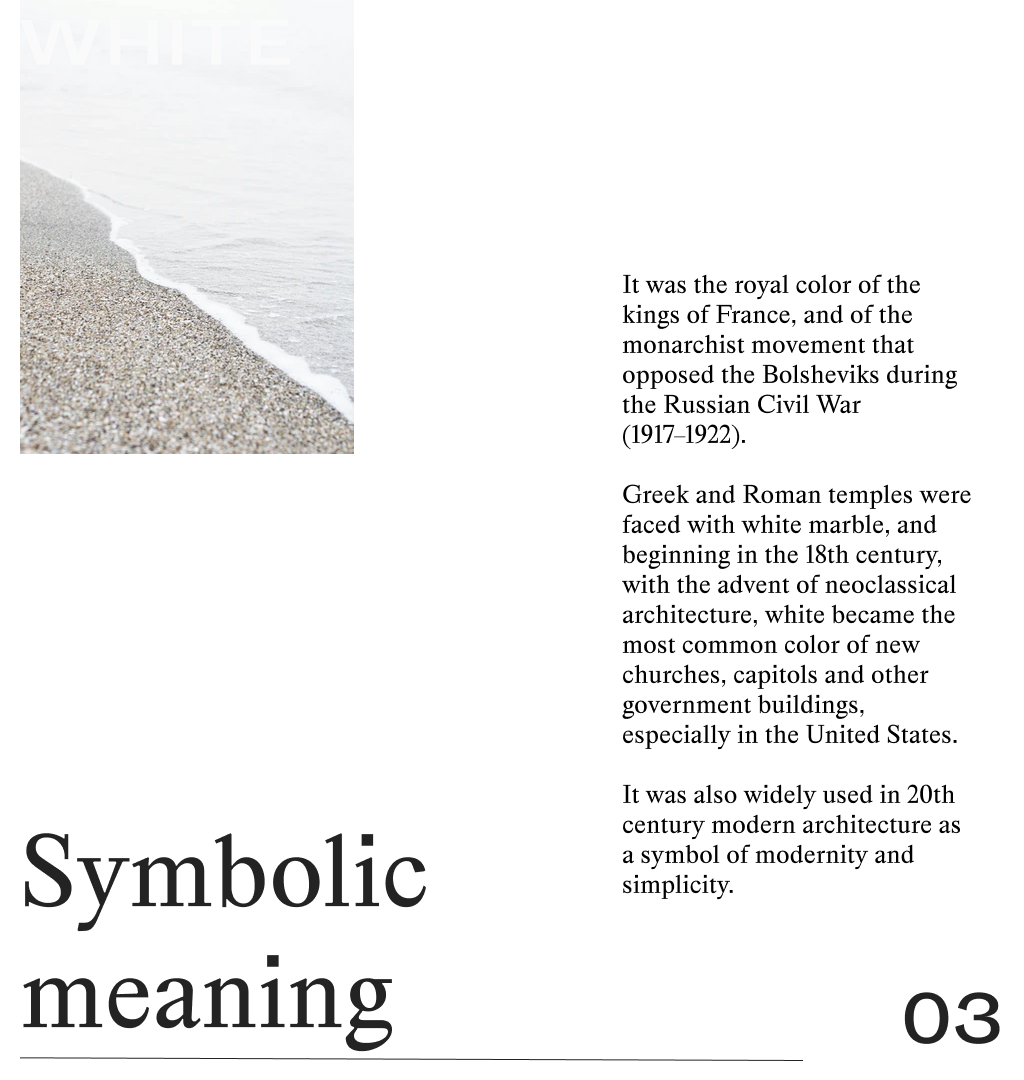 WHITE
It was the royal color of the
kings of France, and of the
monarchist movement that
opposed the Bolsheviks during
the Russian Civil War
(1917–1922).
Greek and Roman temples were
faced with white marble, and
beginning in the 18th century,
with the advent of neoclassical
architecture, white became the
most common color of new
churches, capitols and other
government buildings,
especially in the United States.
It was also widely used in 20th
century modern architecture as
a symbol of modernity and
simplicity.
Symbolic
meaning
03